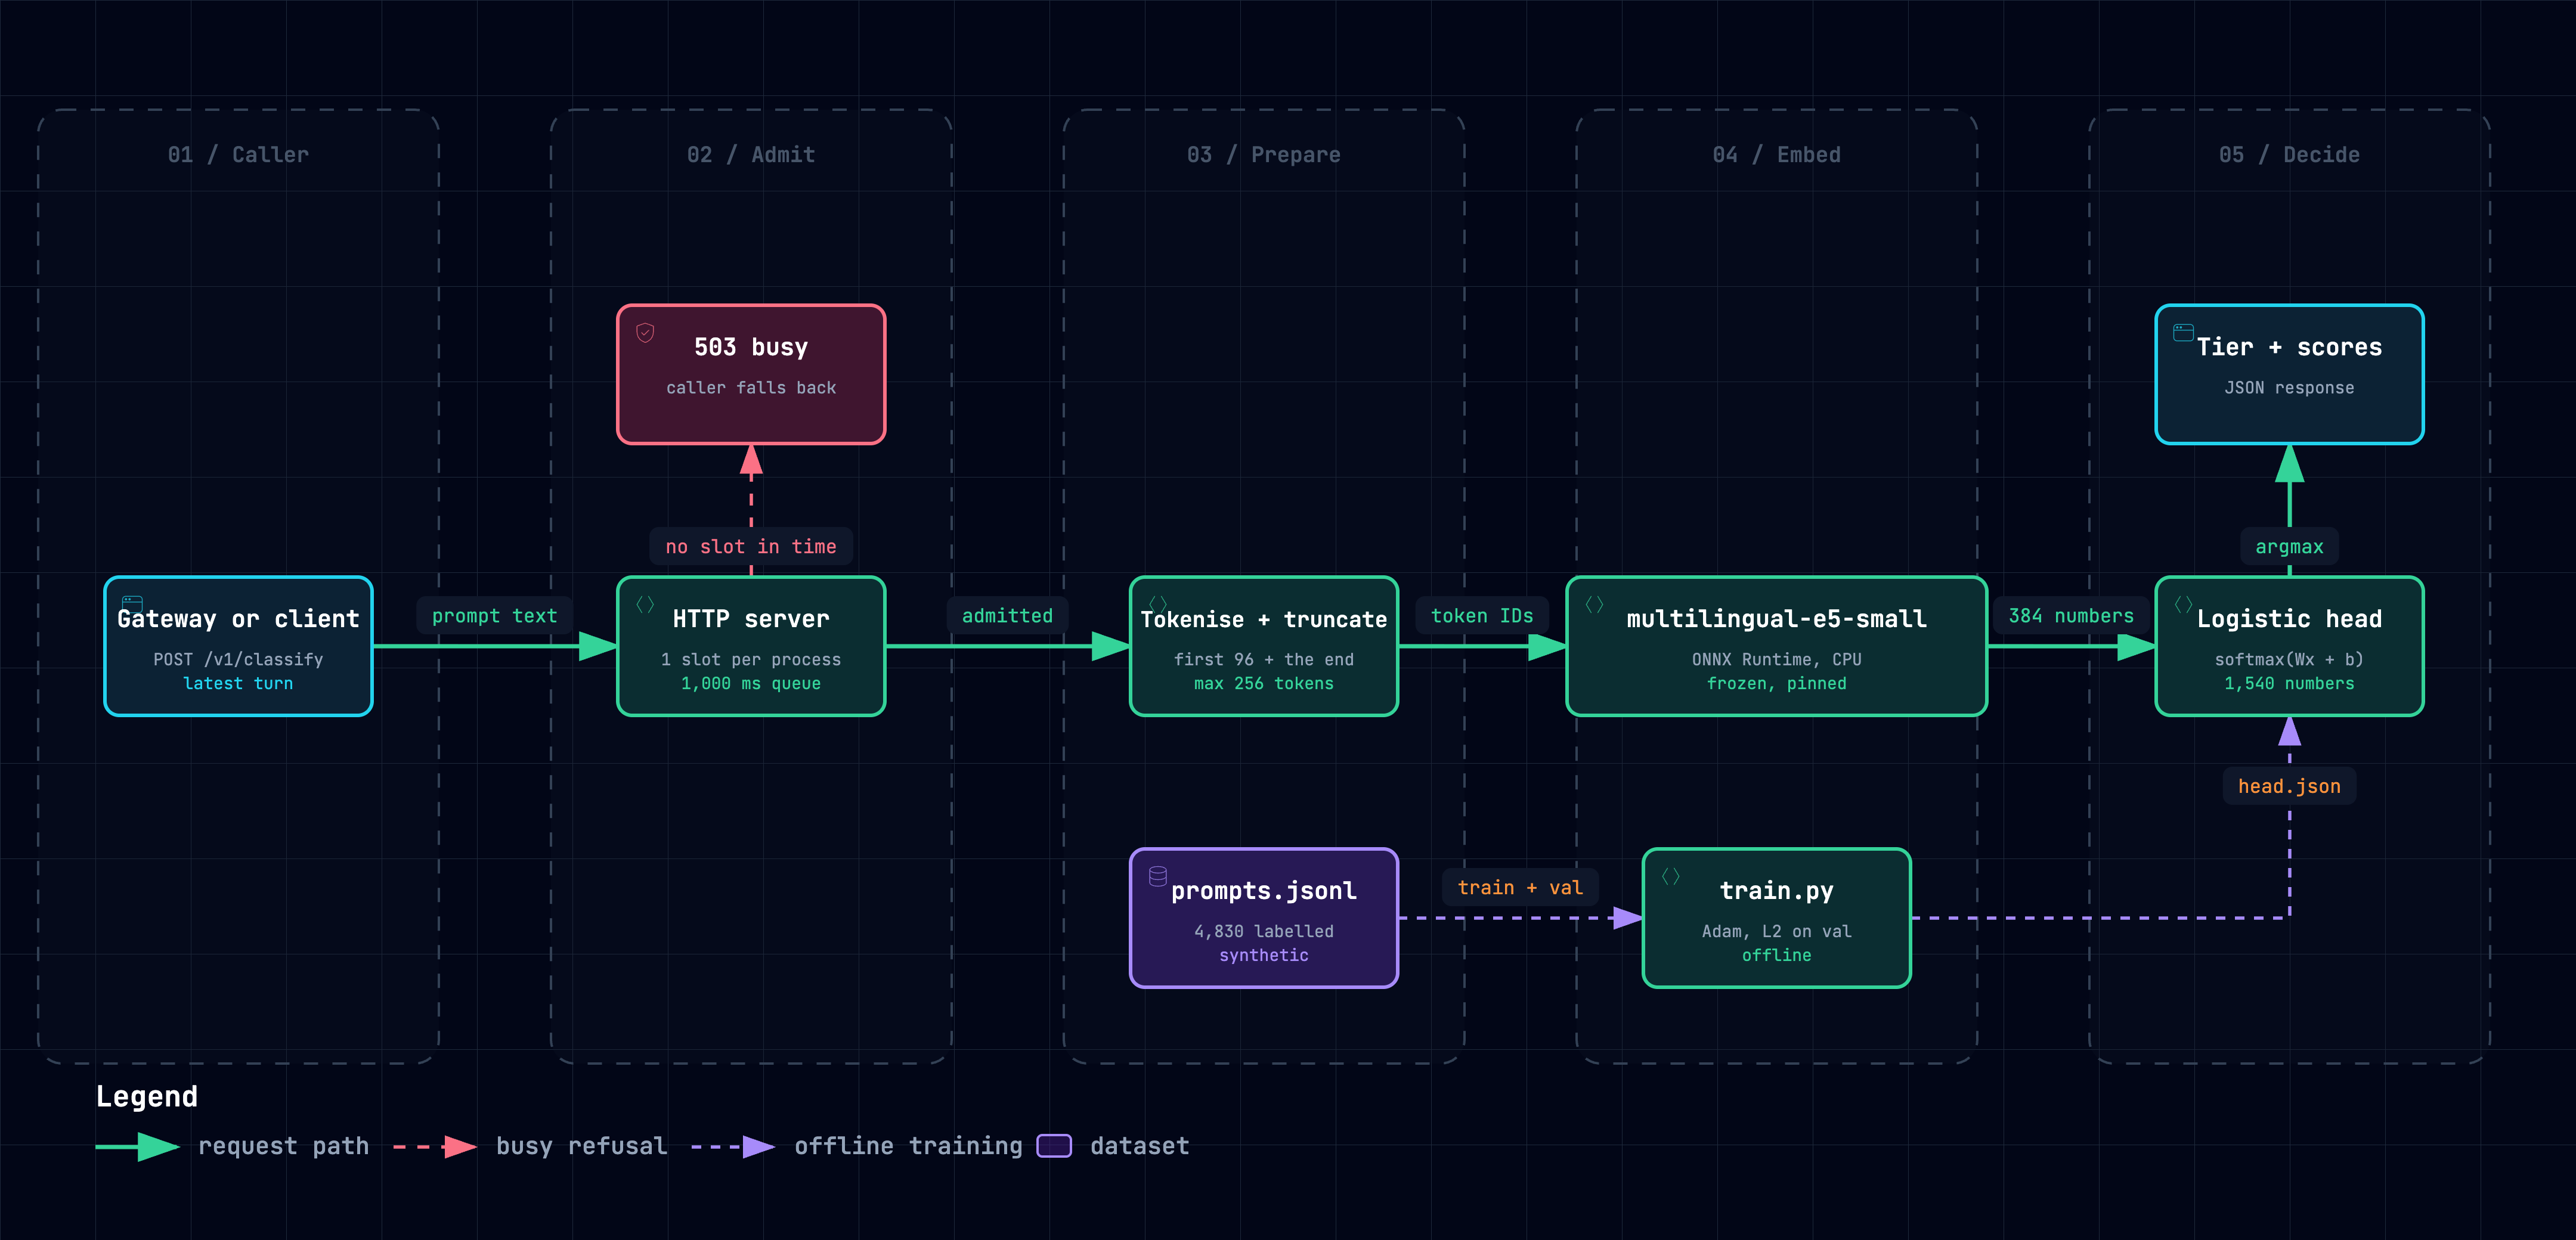 01 / Caller
02 / Admit
03 / Prepare
04 / Embed
05 / Decide
503 busy
caller falls back
Tier + scores
JSON response
no slot in time
argmax
Gateway or client
POST /v1/classify
latest turn
prompt text
HTTP server
1 slot per process
1,000 ms queue
admitted
Tokenise + truncate
first 96 + the end
max 256 tokens
token IDs
multilingual-e5-small
ONNX Runtime, CPU
frozen, pinned
384 numbers
Logistic head
softmax(Wx + b)
1,540 numbers
head.json
prompts.jsonl
4,830 labelled
synthetic
train + val
train.py
Adam, L2 on val
offline
Legend
request path
busy refusal
offline training
dataset